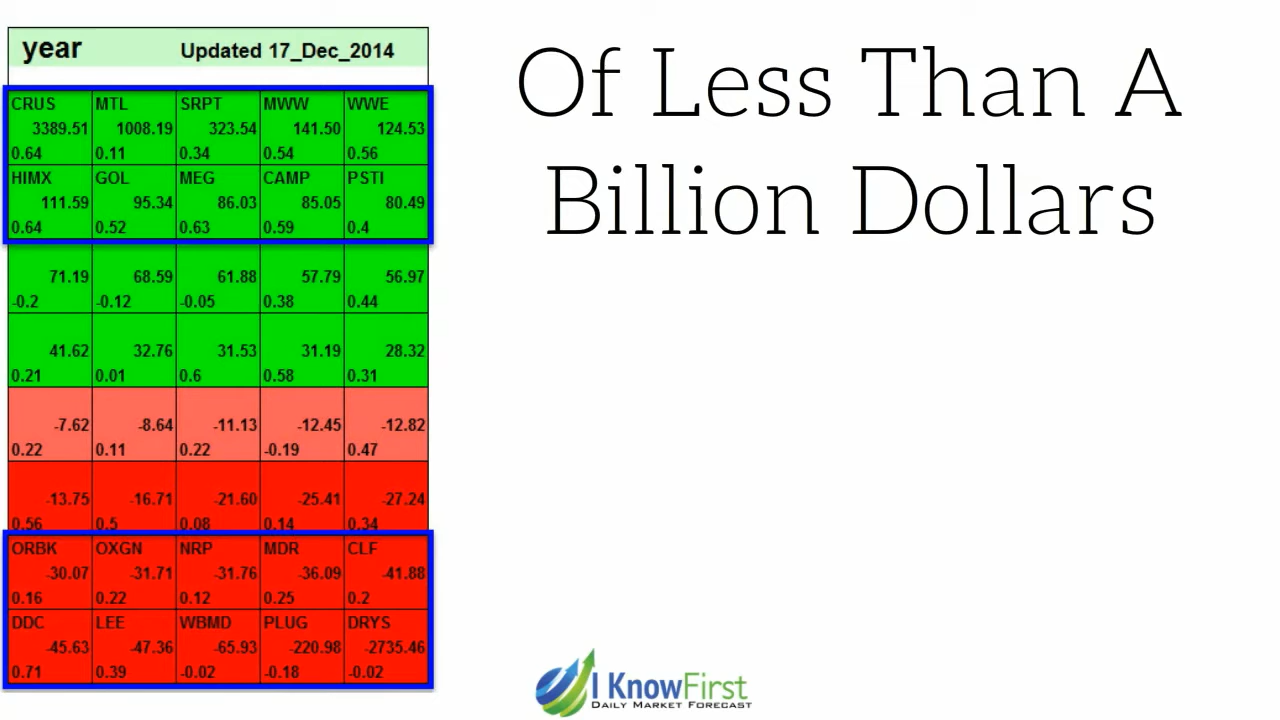 year Updated 17_Dec_2014
CRUS MTL SRPT MWW WWE
3389.51 1008.19 323.54 141.50 124.53
0.64 0.11 0.34 0.54 0.56
HIMX GOL MEG CAMP PSTI
111.59 95.34 86.03 85.05 80.49
0.64 0.52 0.63 0.59 0.4
71.19 68.59 61.88 57.79 56.97
-0.2 -0.12 -0.05 0.38 0.44
41.62 32.76 31.53 31.19 28.32
0.21 0.01 0.6 0.58 0.31
-7.62 -8.64 -11.13 -12.45 -12.82
0.22 0.11 0.22 -0.19 0.47
-13.75 -16.71 -21.60 -25.41 -27.24
0.56 0.5 0.08 0.14 0.34
ORBK OXGN NRP MDR CLF
-30.07 -31.71 -31.76 -36.09 -41.88
0.16 0.22 0.12 0.25 0.2
DDC LEE WBMD PLUG DRYS
-45.63 -47.36 -65.93 -220.98 -2735.46
0.71 0.39 -0.02 -0.18 -0.02
Of Less Than A
Billion Dollars
I KnowFirst
DAILY MARKET FORECAST